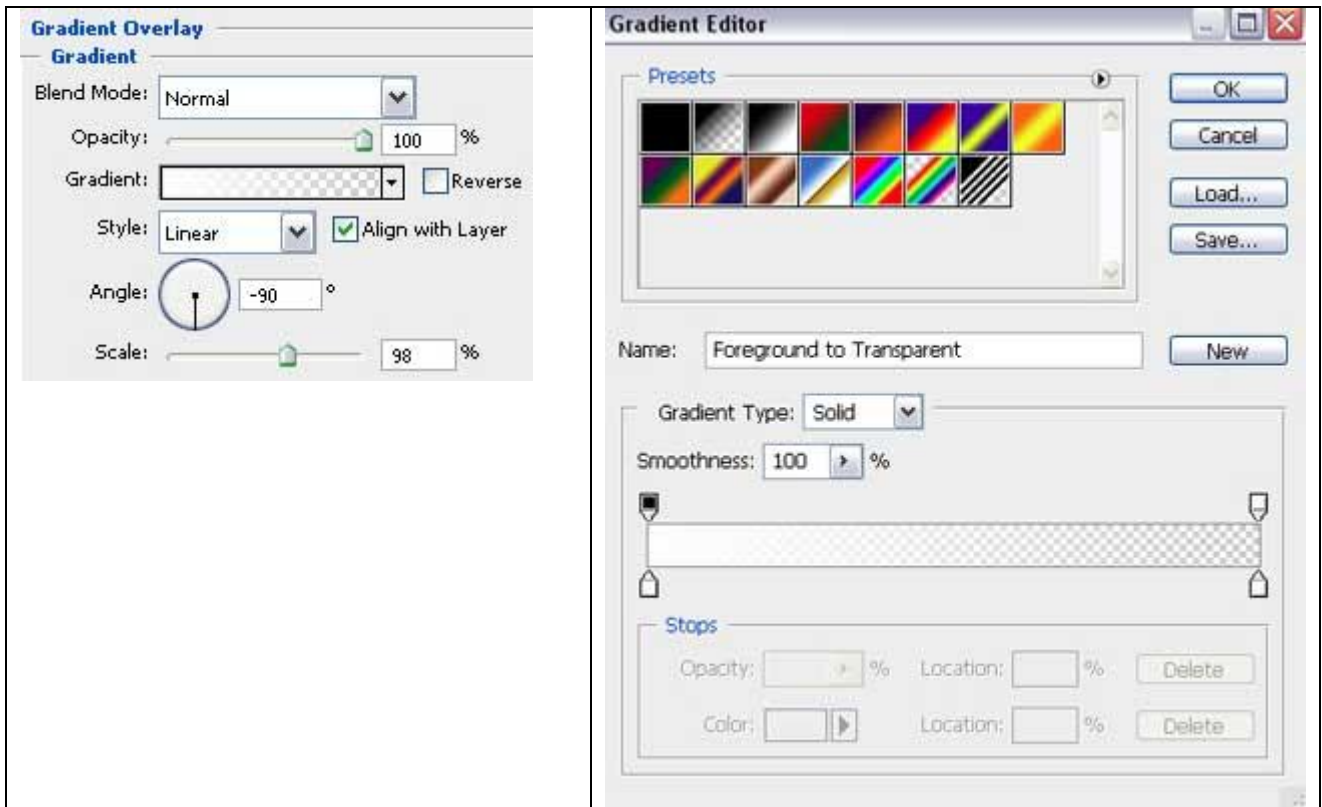 Gradient Overlay
Gradient
Blend Mode: Normal
Opacity: 100 %
Gradient: Reverse
Style: Linear Align with Layer
Angle: -90 °
Scale: 98 %
Gradient Editor
Presets
OK
Cancel
Load...
Save...
Name: Foreground to Transparent New
Gradient Type: Solid
Smoothness: 100 %
Stops
Opacity: % Location: % Delete
Color: Location: % Delete